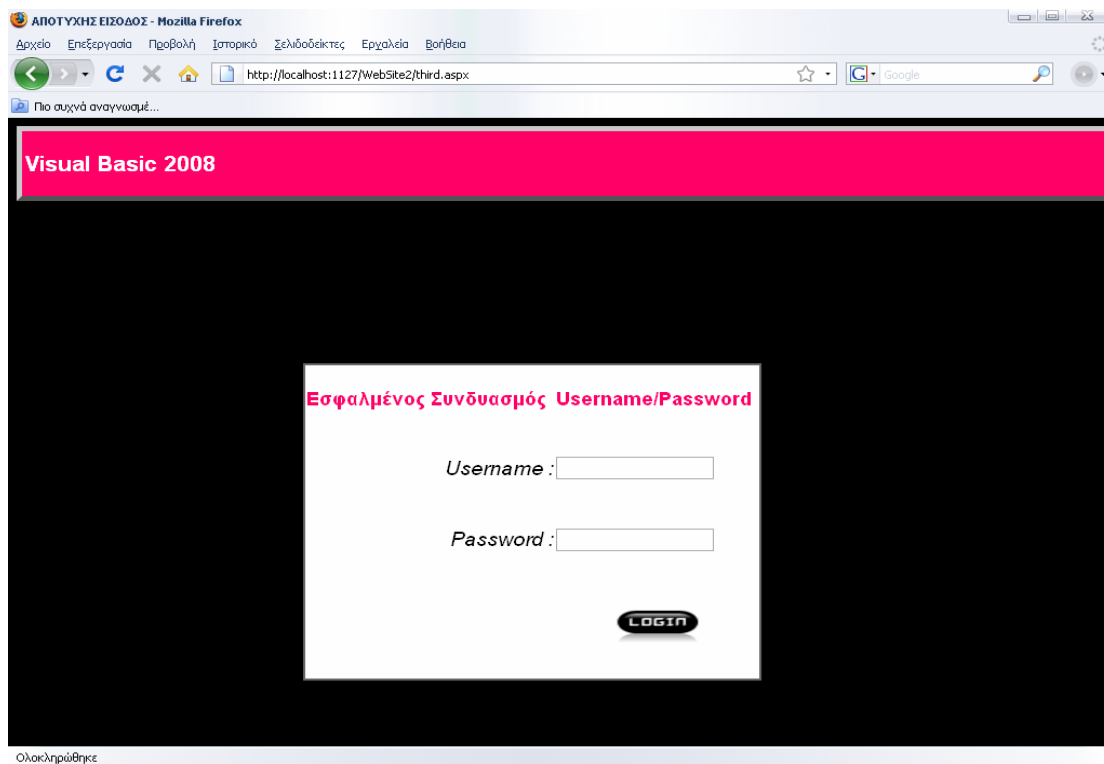 ΑΠΟΤΥΧΗΣ ΕΙΣΟΔΟΣ - Mozilla Firefox
Αρχείο Επεξεργασία Προβολή Ιστορικό Σελιδοδείκτες Εργαλεία Βοήθεια
http://localhost:1127/WebSite2/third.aspx
G Google
Πιο συχνά αναγνωσμέ...
Visual Basic 2008
Εσφαλμένος Συνδυασμός Username/Password
Username :
Password :
LOGIN
Ολοκληρώθηκε